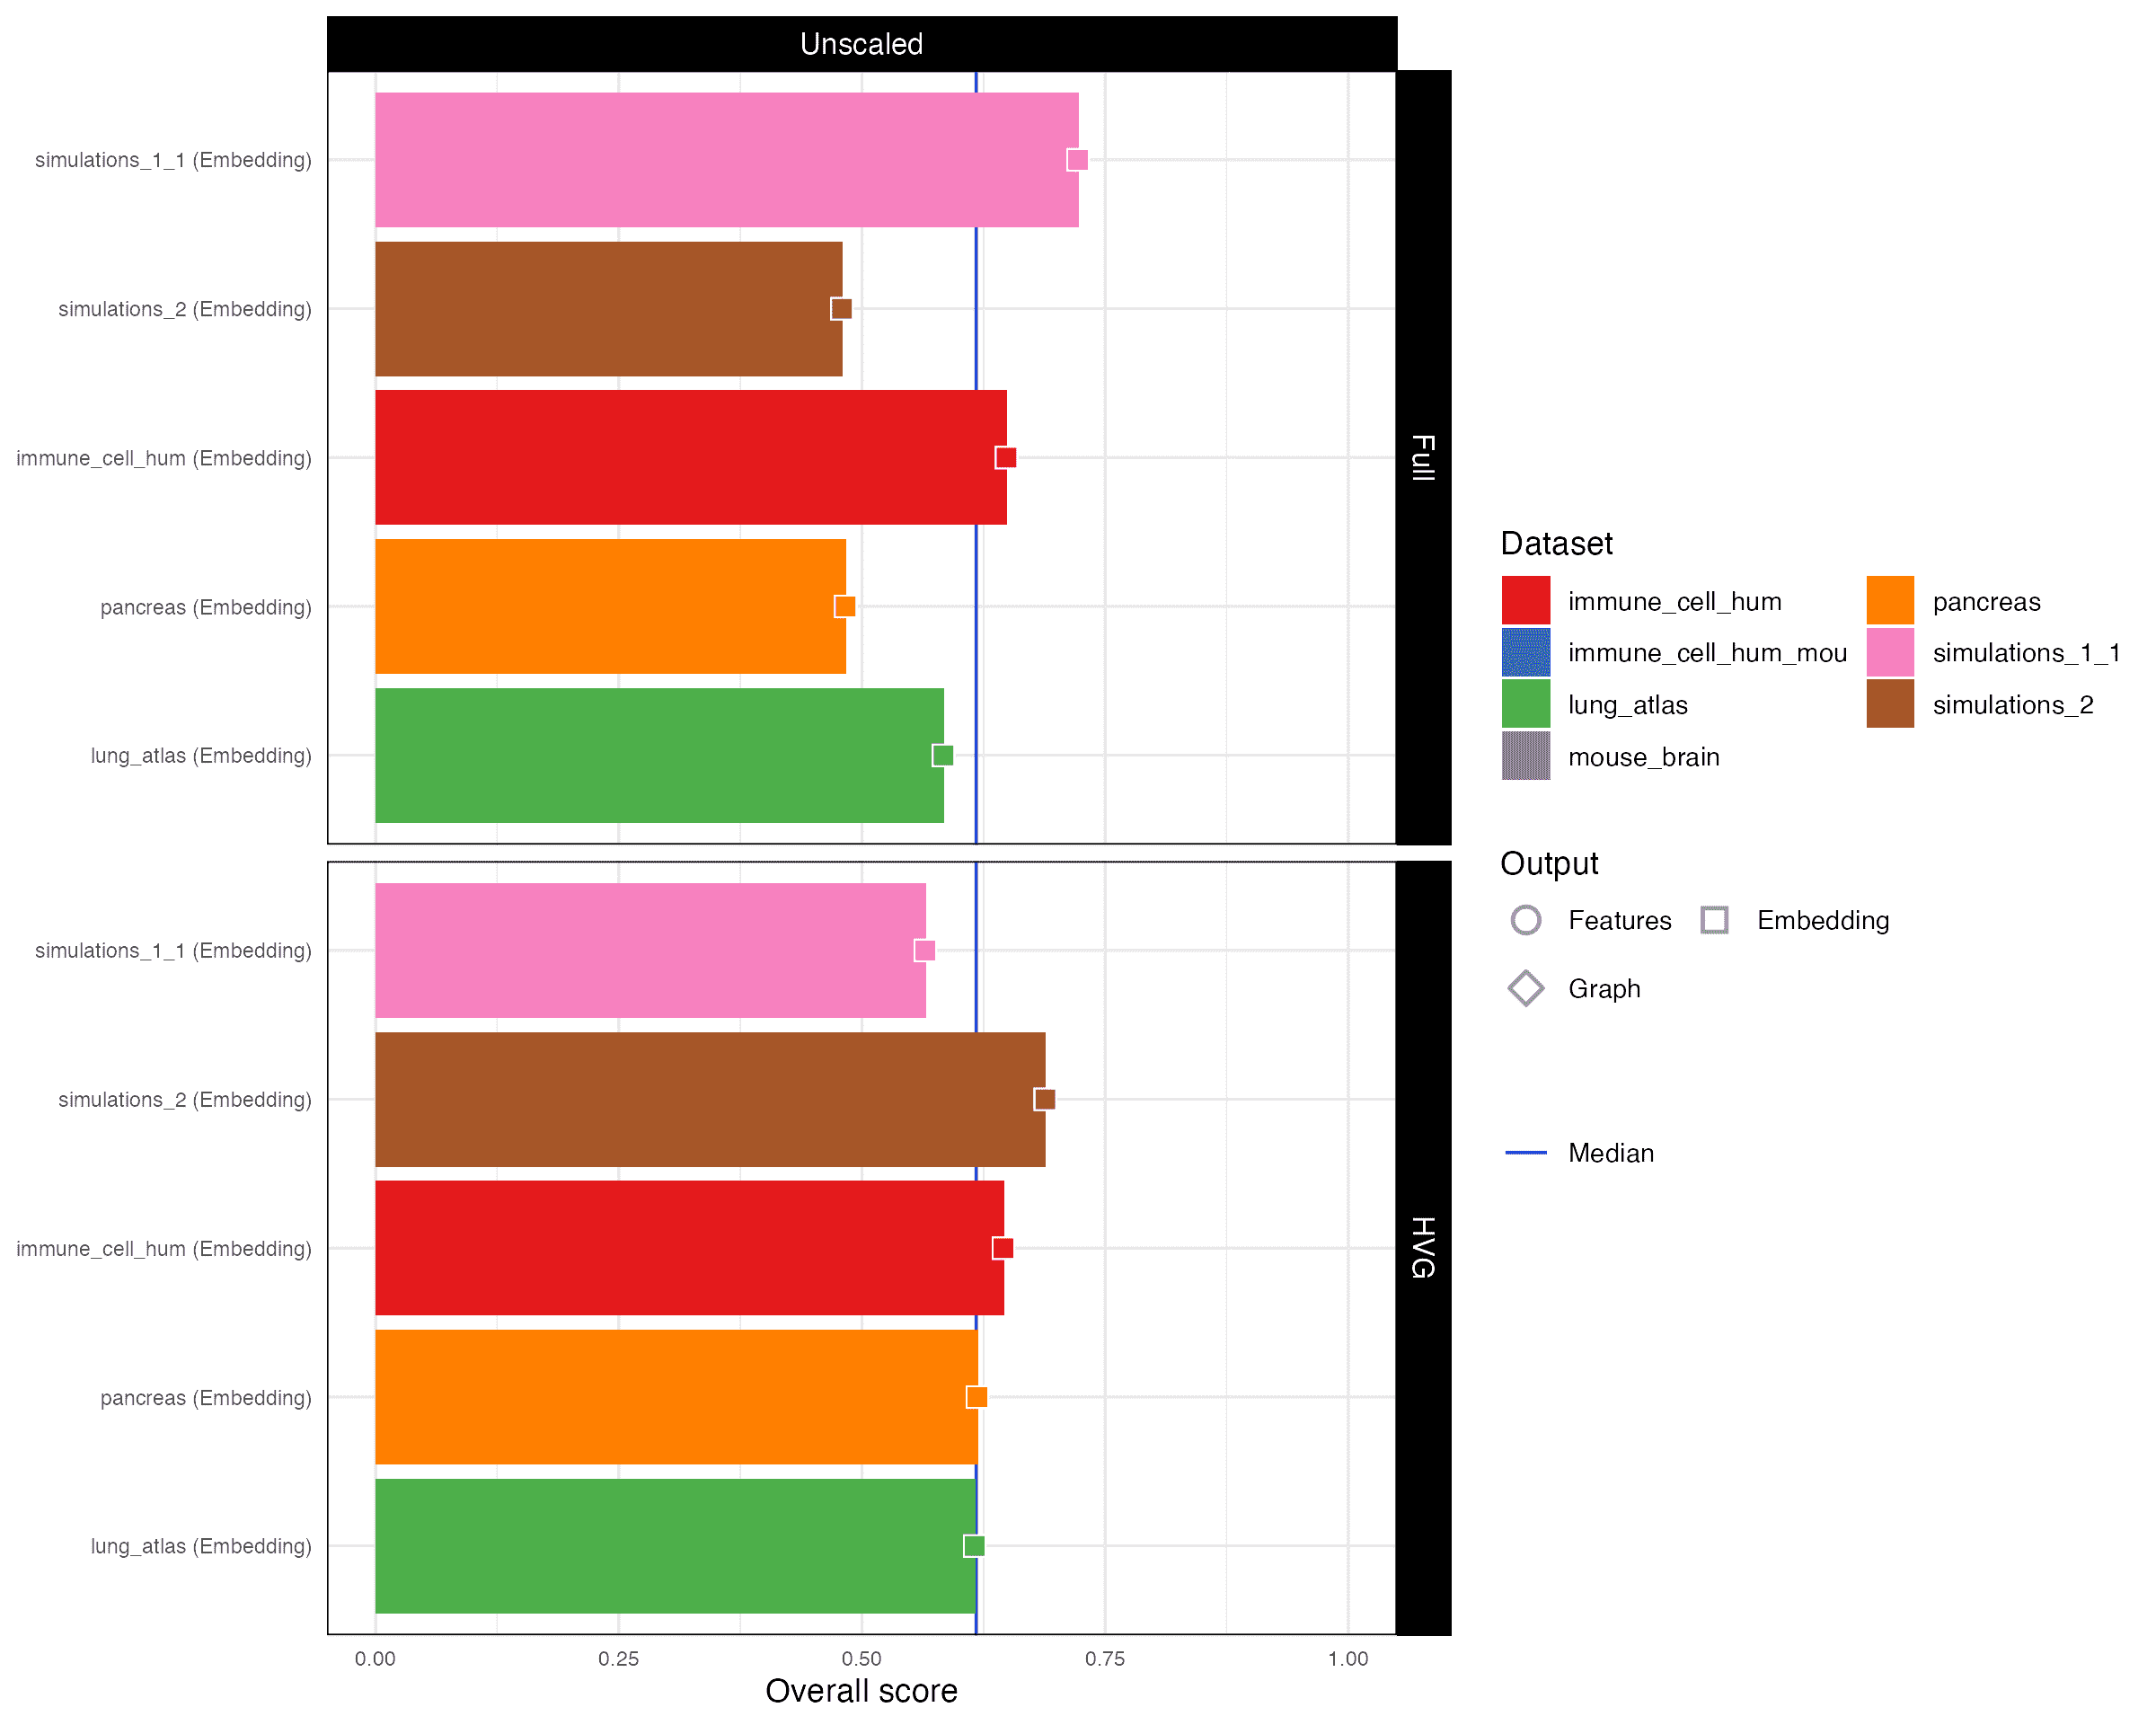 Unscaled
simulations_1_1 (Embedding)
simulations_2 (Embedding)
immune_cell_hum (Embedding)
pancreas (Embedding)
lung_atlas (Embedding)
Full
simulations_1_1 (Embedding)
simulations_2 (Embedding)
immune_cell_hum (Embedding)
pancreas (Embedding)
lung_atlas (Embedding)
HVG
0.00 0.25 0.50 0.75 1.00
Overall score
Dataset
immune_cell_hum pancreas
immune_cell_hum_mou simulations_1_1
lung_atlas simulations_2
mouse_brain
Output
Features Embedding
Graph
Median